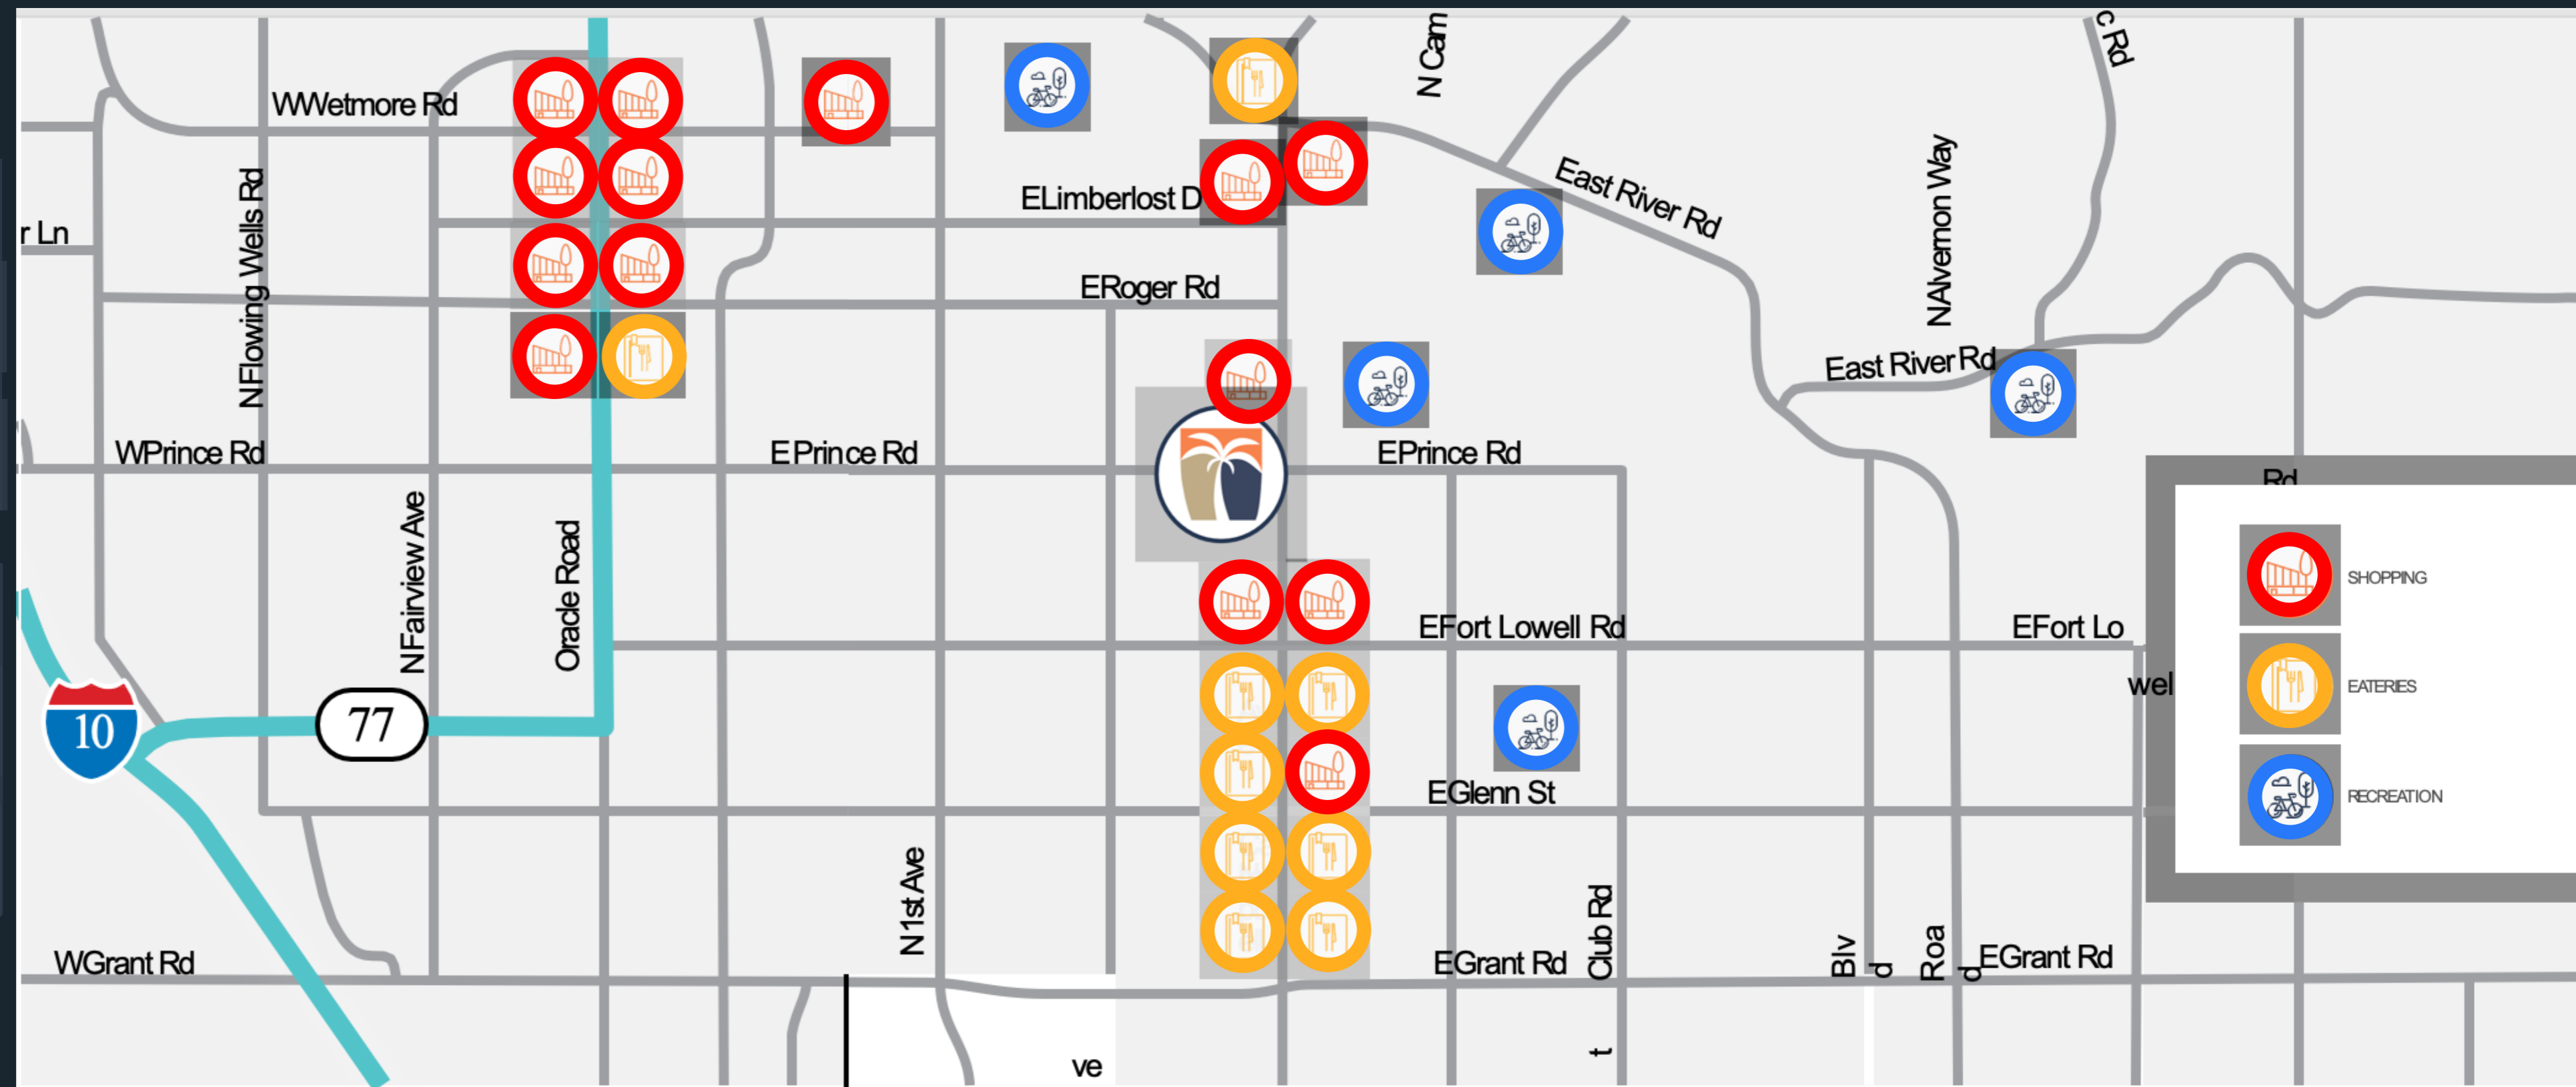 c Rd
N Cam
WWetmore Rd
ELimberlost D
East River Rd
NAlvernon Way
NFlowing Wells Rd
r Ln
ERoger Rd
East River Rd
WPrince Rd
EPrince Rd
EPrince Rd
Rd
NFairview Ave
Oracle Road
SHOPPING
EFort Lowell Rd
EFort Lo
wel
EATERIES
10
77
EGlenn St
RECREATION
N 1st Ave
Club Rd
Blv
d
Roa
d
WGrant Rd
EGrant Rd
EGrant Rd
t
ve